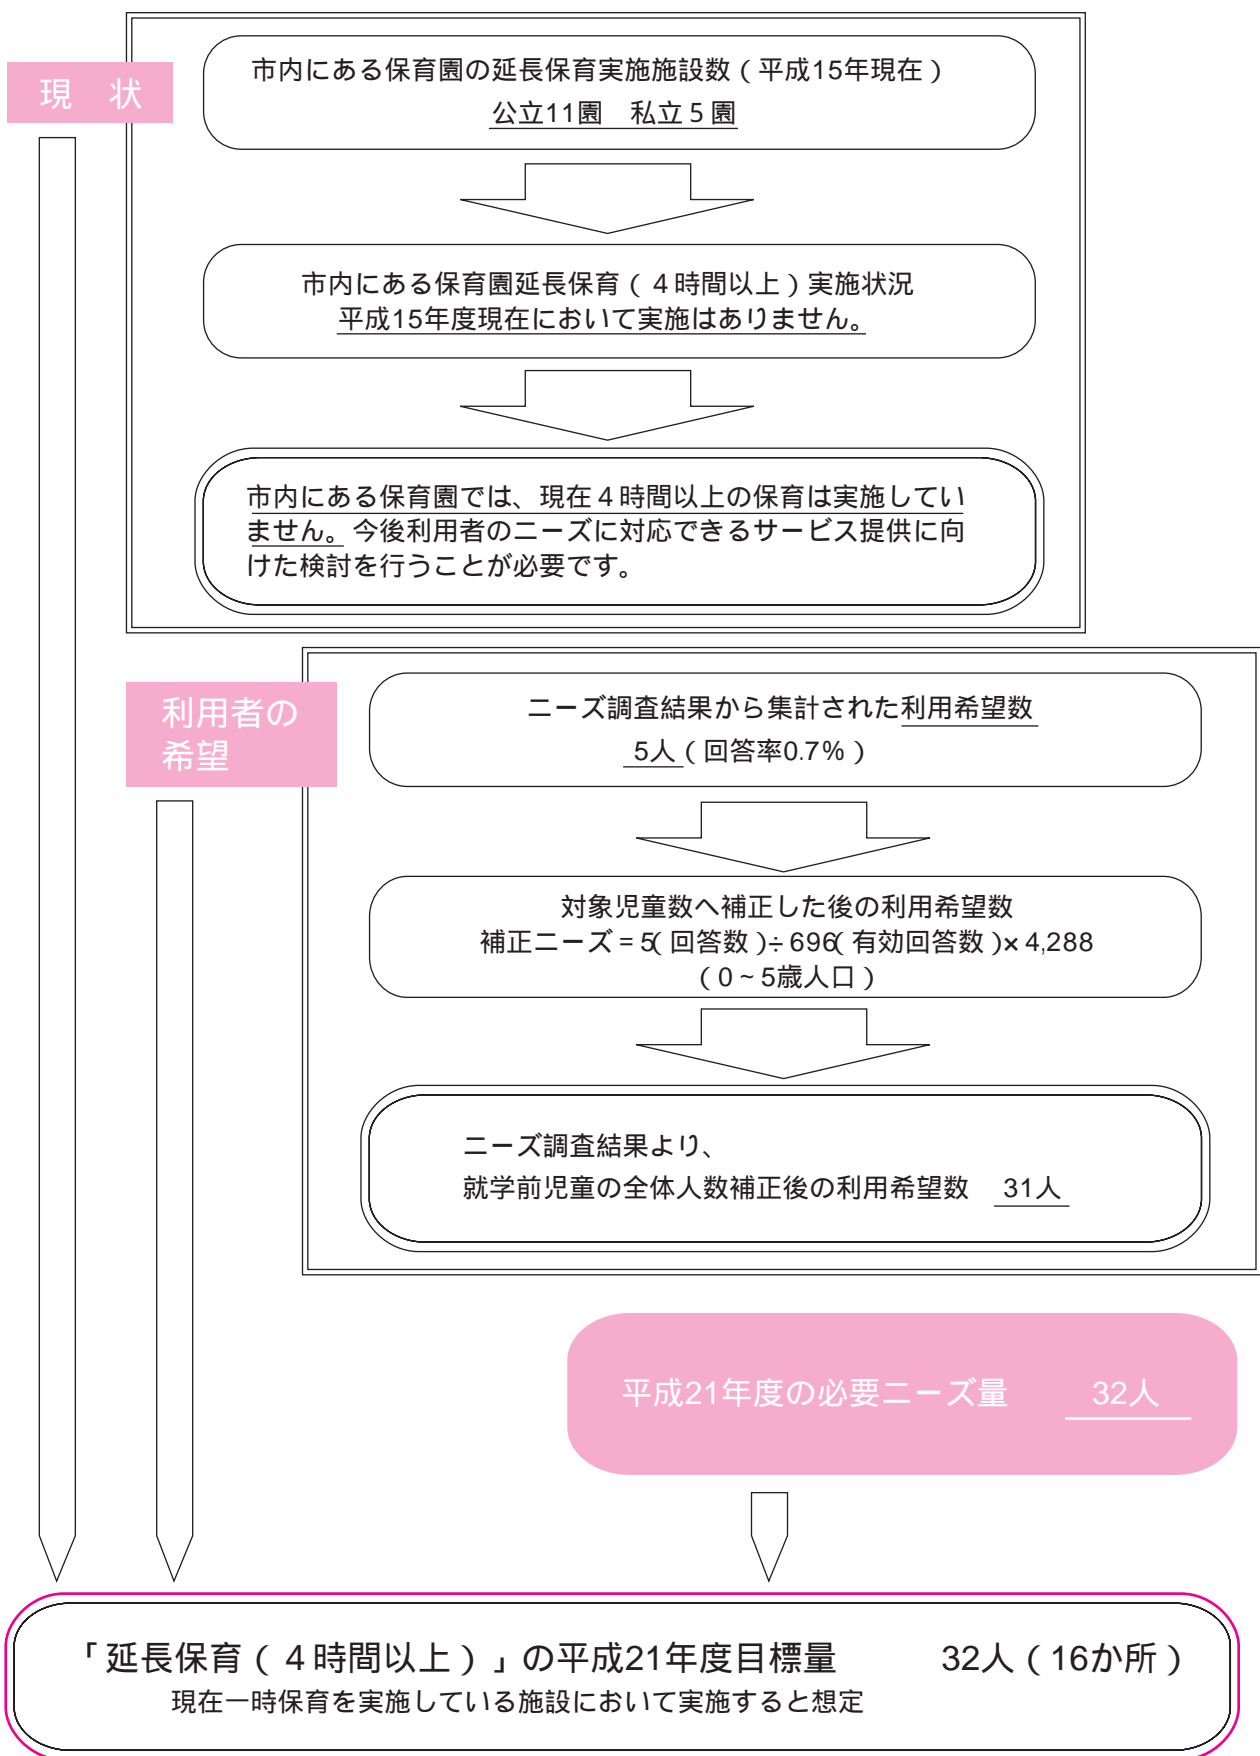 現　状
市内にある保育園の延長保育実施施設数（平成15年現在）
公立11園　私立５園
市内にある保育園延長保育（４時間以上）実施状況
平成15年度現在において実施はありません。
市内にある保育園では、現在４時間以上の保育は実施してい
ません。今後利用者のニーズに対応できるサービス提供に向
けた検討を行うことが必要です。
利用者の
希望
ニーズ調査結果から集計された利用希望数
5人（回答率0.7％）
対象児童数へ補正した後の利用希望数
補正ニーズ＝5（回答数）÷696（有効回答数）×4,288
（０～５歳人口）
ニーズ調査結果より、
就学前児童の全体人数補正後の利用希望数　31人
平成21年度の必要ニーズ量　32人
「延長保育（４時間以上）」の平成21年度目標量　32人（16か所）
現在一時保育を実施している施設において実施すると想定